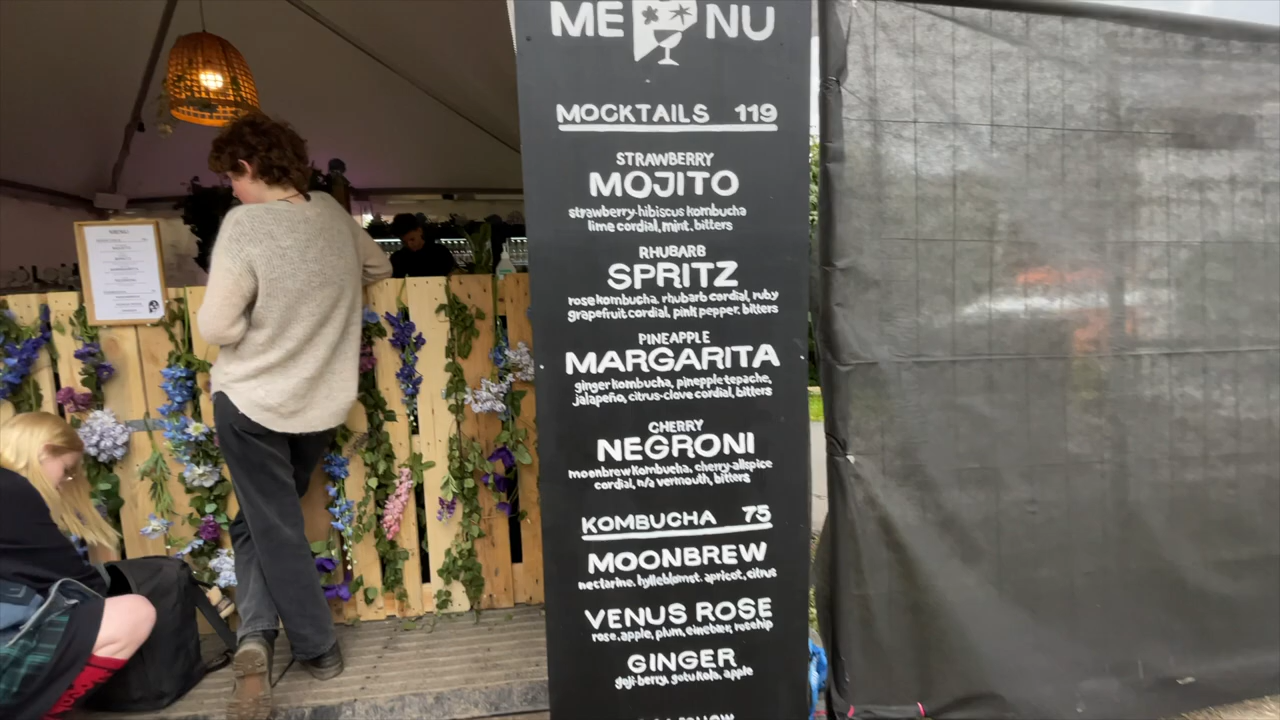 MENU
MOCKTAILS 119
STRAWBERRY
MOJITO
strawberry-hibiscus kombucha
lime cordial, mint, bitters
RHUBARB
SPRITZ
rose kombucha, rhubarb cordial, ruby
grapefruit cordial, pink pepper, bitters
PINEAPPLE
MARGARITA
ginger kombucha, pinepple tepache,
jalapeño, citrus-clove cordial, bitters
CHERRY
NEGRONI
moonbrew kombucha, cherry-allspice
cordial, n/a vermouth, bitters
KOMBUCHA 75
MOONBREW
nectarine, hylleblomst, apricot, citrus
VENUS ROSE
rose, apple, plum, einebær, rosehip
GINGER
goji-berry, gotu kola, apple
MENU